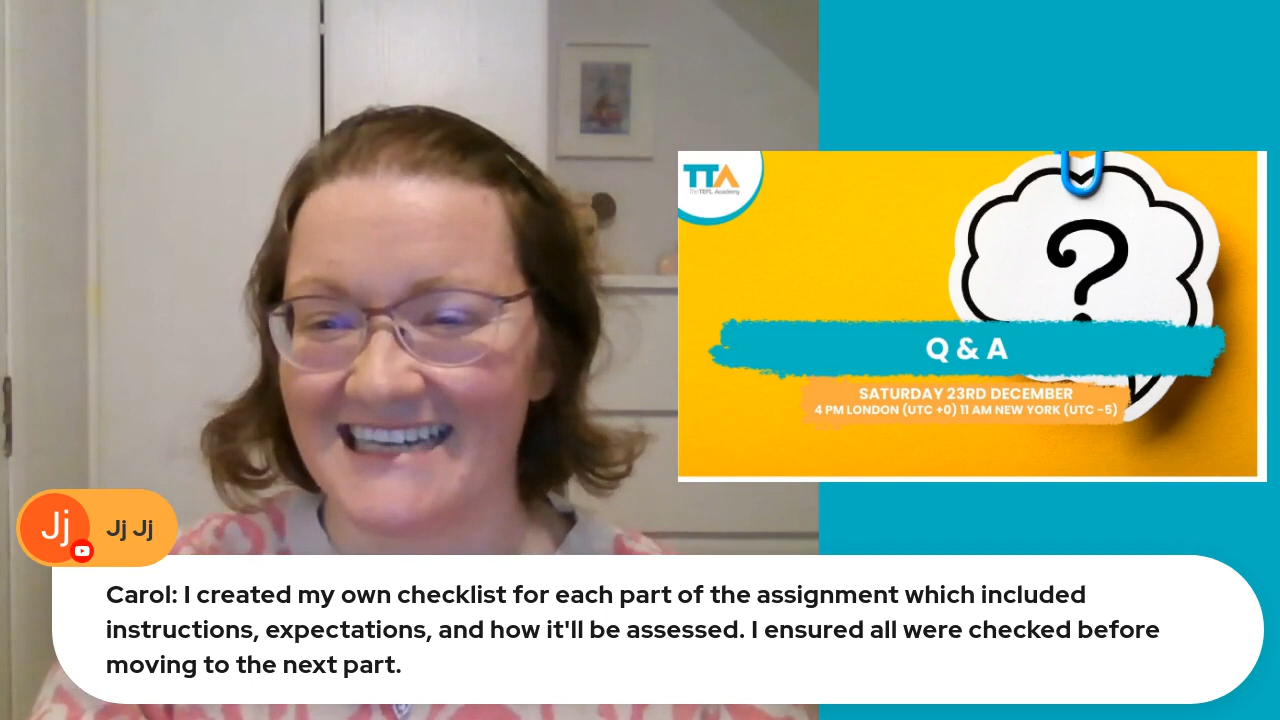 TTA
The TEFL Academy
?
Q & A
SATURDAY 23RD DECEMBER
4 PM LONDON (UTC +0) 11 AM NEW YORK (UTC -5)
Jj
Jj Jj
Carol: I created my own checklist for each part of the assignment which included
instructions, expectations, and how it'll be assessed. I ensured all were checked before
moving to the next part.